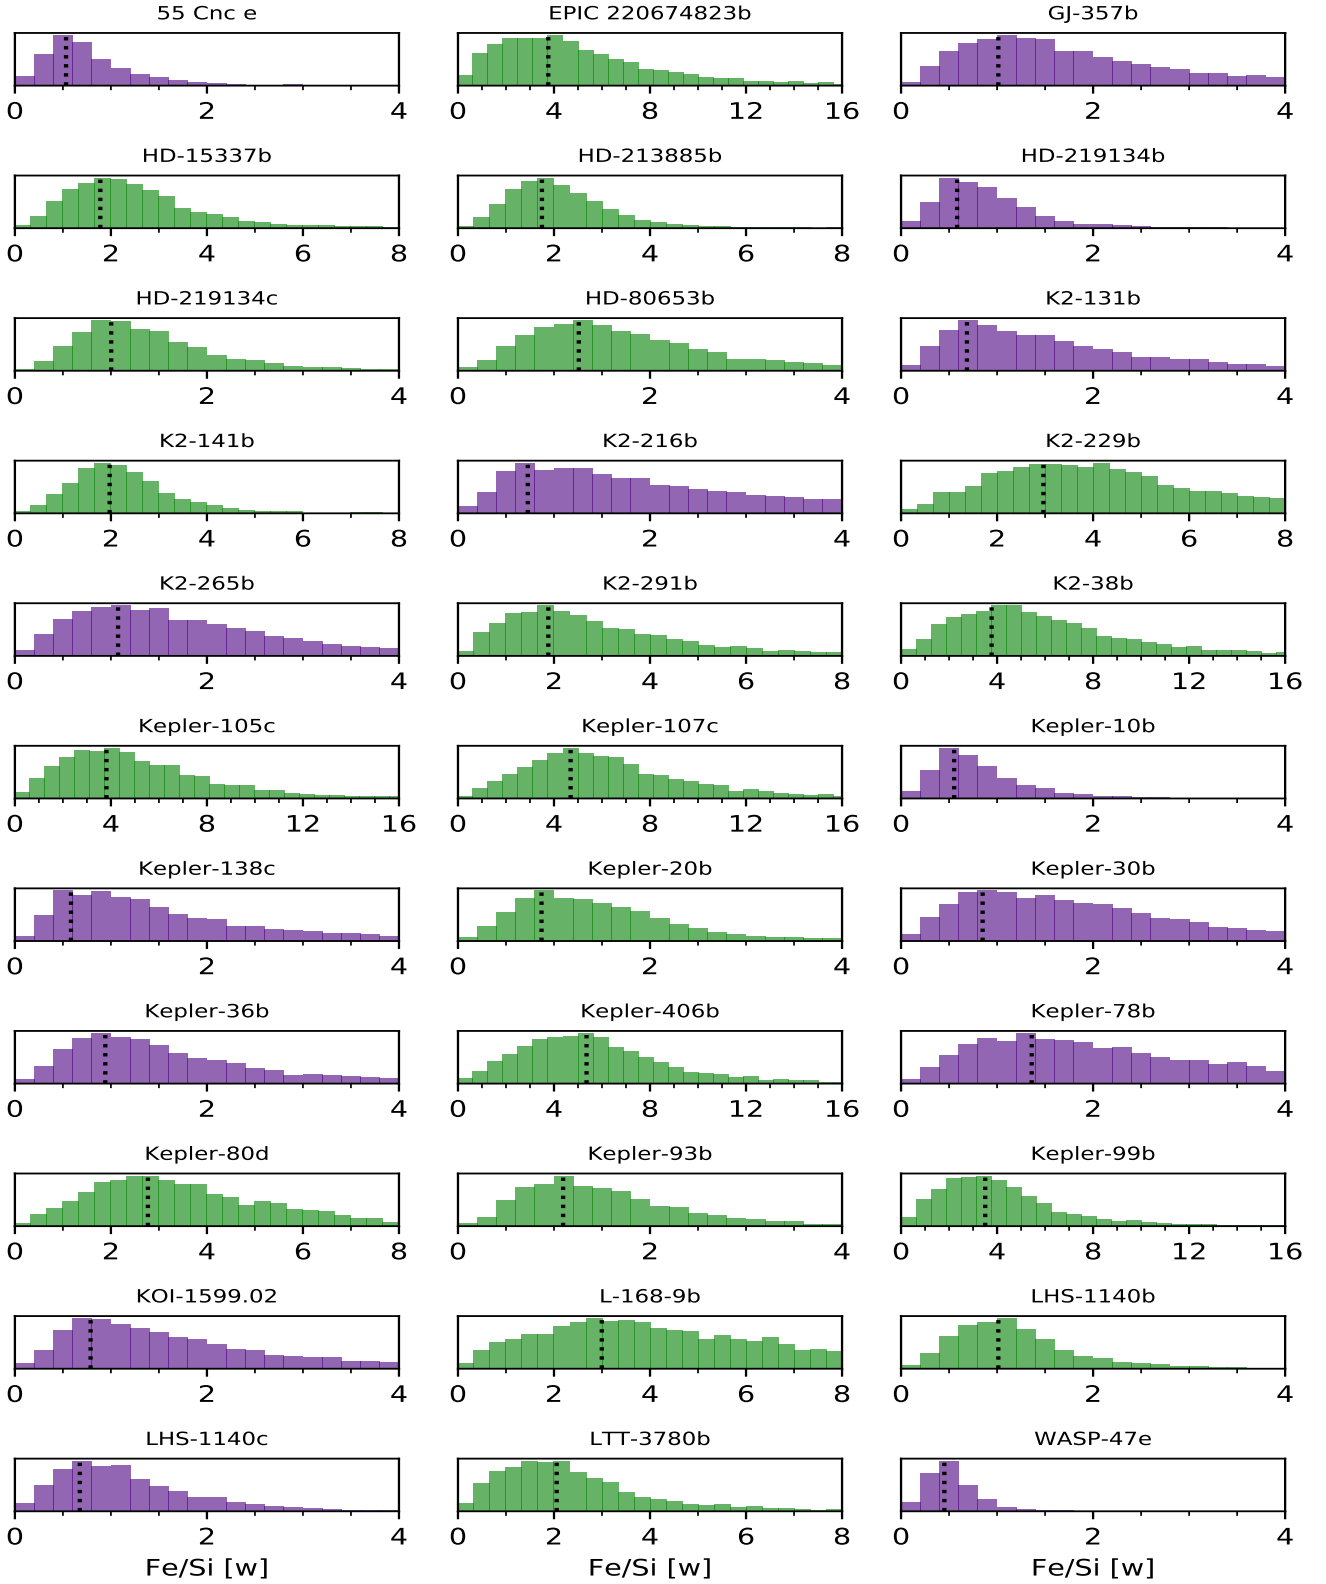 55 Cnc e EPIC 220674823b GJ-357b
0 2 4 0 4 8 12 16 0 2 4
HD-15337b HD-213885b HD-219134b
0 2 4 6 8 0 2 4 6 8 0 2 4
HD-219134c HD-80653b K2-131b
0 2 4 0 2 4 0 2 4
K2-141b K2-216b K2-229b
0 2 4 6 8 0 2 4 0 2 4 6 8
K2-265b K2-291b K2-38b
0 2 4 0 2 4 6 8 0 4 8 12 16
Kepler-105c Kepler-107c Kepler-10b
0 4 8 12 16 0 4 8 12 16 0 2 4
Kepler-138c Kepler-20b Kepler-30b
0 2 4 0 2 4 0 2 4
Kepler-36b Kepler-406b Kepler-78b
0 2 4 0 4 8 12 16 0 2 4
Kepler-80d Kepler-93b Kepler-99b
0 2 4 6 8 0 2 4 0 4 8 12 16
KOI-1599.02 L-168-9b LHS-1140b
0 2 4 0 2 4 6 8 0 2 4
LHS-1140c LTT-3780b WASP-47e
0 2 4 0 2 4 6 8 0 2 4
Fe/Si [w] Fe/Si [w] Fe/Si [w]